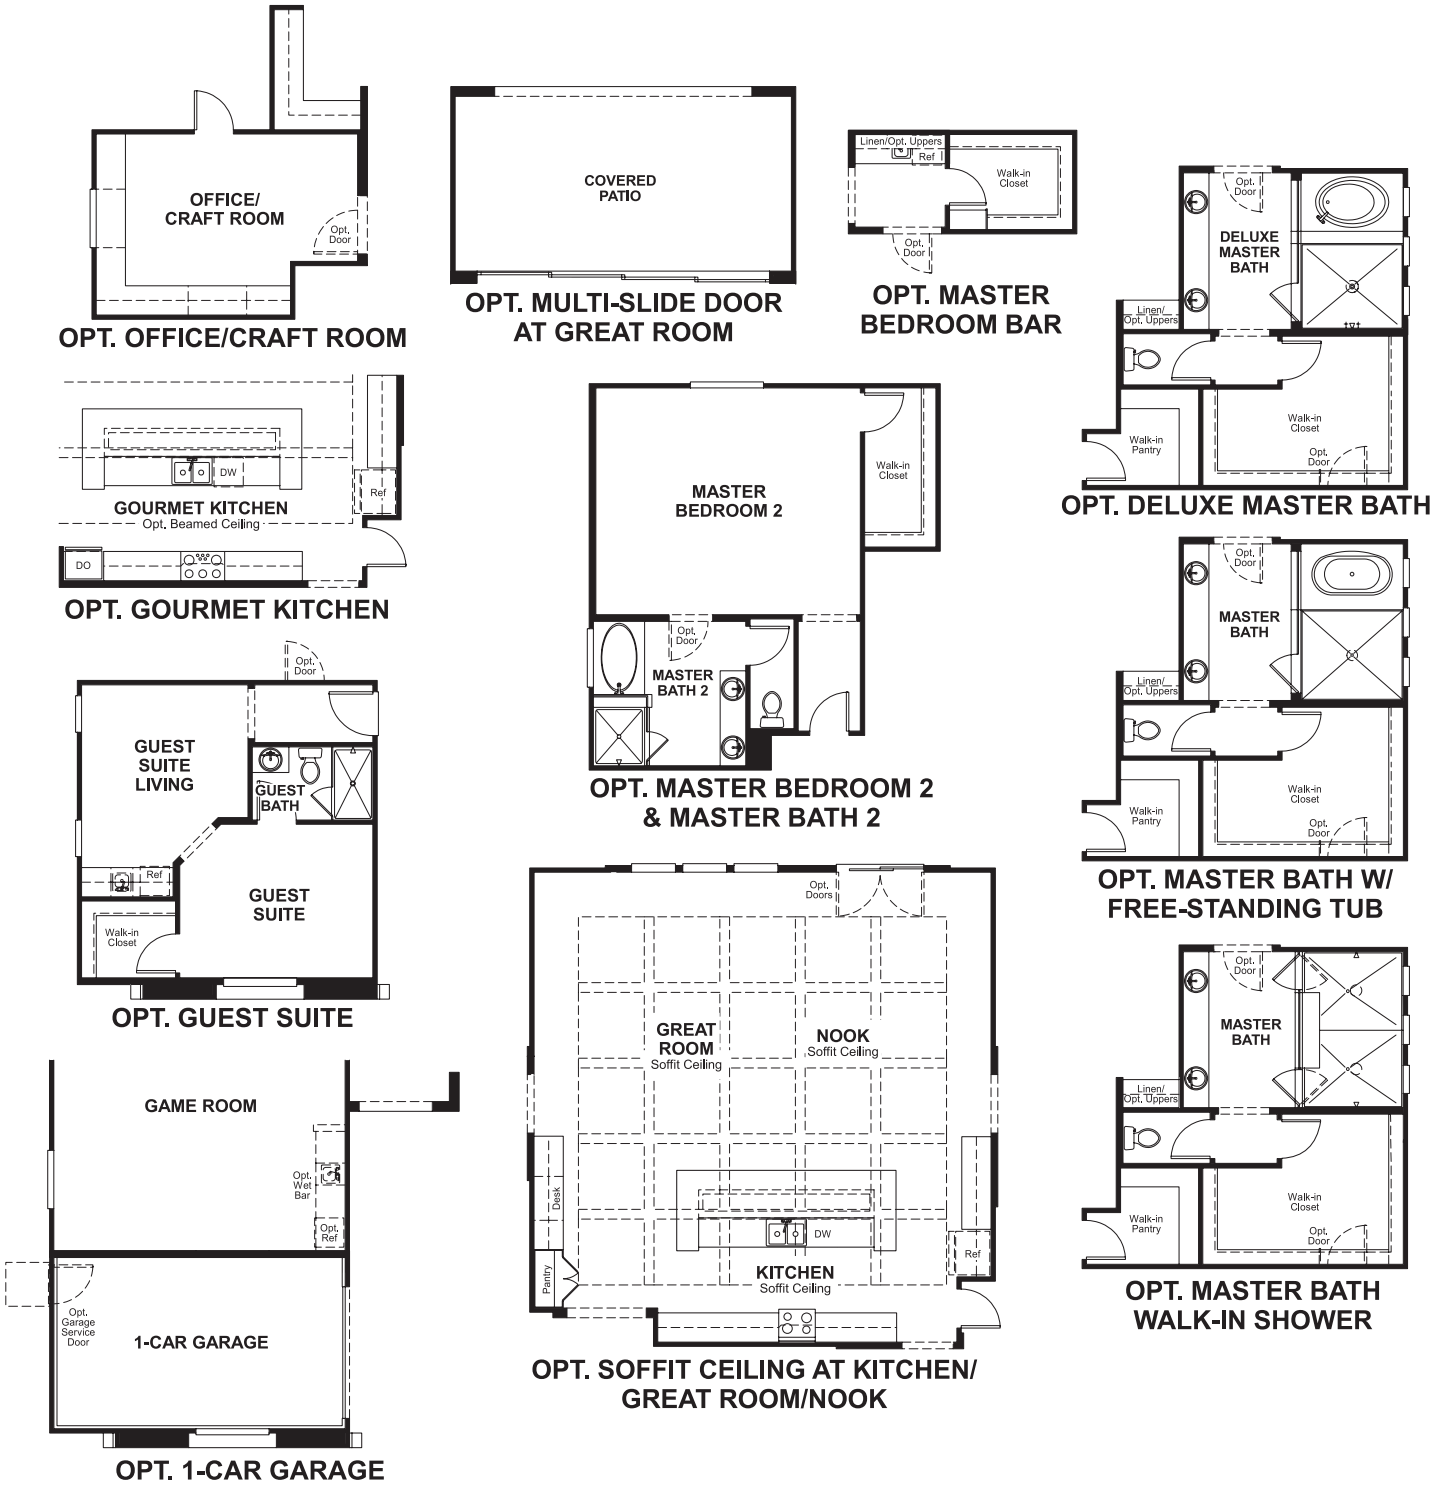 OFFICE/
CRAFT ROOM
Opt.
Door
OPT. OFFICE/CRAFT ROOM
COVERED
PATIO
OPT. MULTI-SLIDE DOOR
AT GREAT ROOM
Linen/Opt. Uppers
Ref
Walk-in
Closet
Opt.
Door
OPT. MASTER
BEDROOM BAR
Opt.
Door
DELUXE
MASTER
BATH
Linen/
Opt. Uppers
Walk-in
Closet
Walk-in
Pantry
Opt.
Door
OPT. DELUXE MASTER BATH
DW
Ref
GOURMET KITCHEN
Opt. Beamed Ceiling
DO
OPT. GOURMET KITCHEN
Walk-in
Closet
MASTER
BEDROOM 2
Opt.
Door
MASTER
BATH 2
OPT. MASTER BEDROOM 2
& MASTER BATH 2
Opt.
Door
MASTER
BATH
Linen/
Opt. Uppers
Walk-in
Closet
Walk-in
Pantry
Opt.
Door
OPT. MASTER BATH W/
FREE-STANDING TUB
Opt.
Door
GUEST
SUITE
LIVING
GUEST
BATH
Ref
GUEST
SUITE
Walk-in
Closet
OPT. GUEST SUITE
Opt.
Doors
GREAT
ROOM
Soffit Ceiling
NOOK
Soffit Ceiling
Desk
DW
Ref
Pantry
KITCHEN
Soffit Ceiling
OPT. SOFFIT CEILING AT KITCHEN/
GREAT ROOM/NOOK
Opt.
Door
MASTER
BATH
Linen/
Opt. Uppers
Walk-in
Closet
Walk-in
Pantry
Opt.
Door
OPT. MASTER BATH
WALK-IN SHOWER
GAME ROOM
Opt.
Wet
Bar
Opt.
Ref
Opt.
Garage
Service
Door
1-CAR GARAGE
OPT. 1-CAR GARAGE